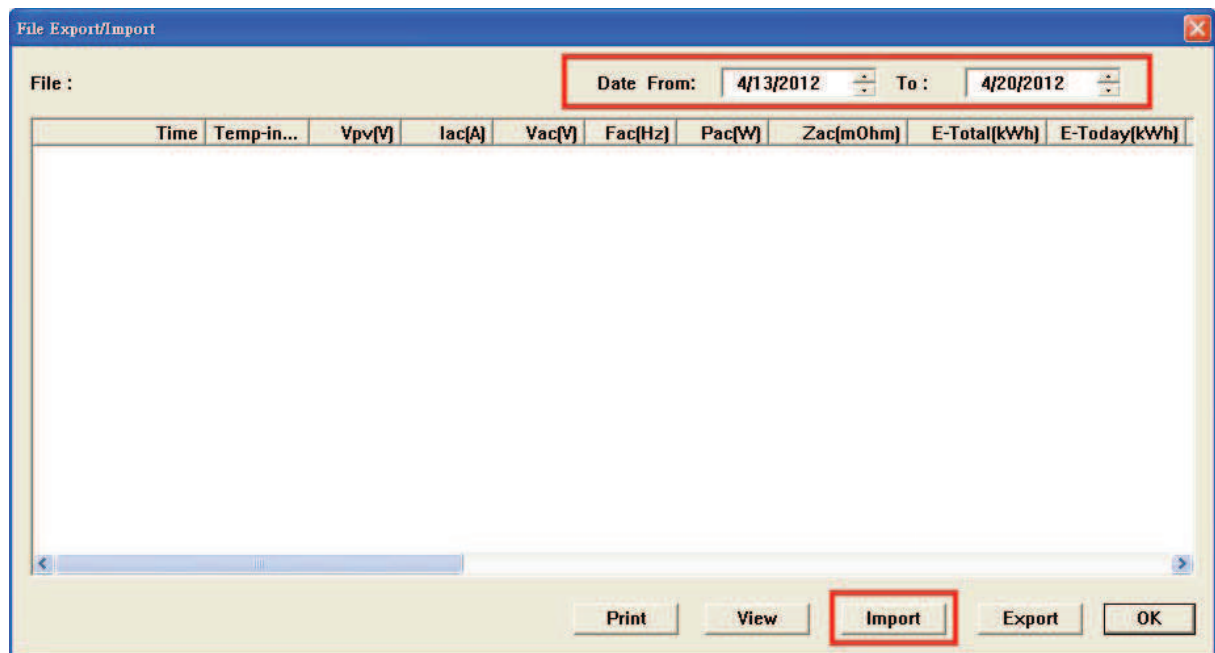 File Export/Import
File : Date From: 4/13/2012 To : 4/20/2012
Time Temp-in... Vpv(V) Iac(A) Vac(V) Fac(Hz) Pac(W) Zac(mOhm) E-Total(kWh) E-Today(kWh)
Print View Import Export OK